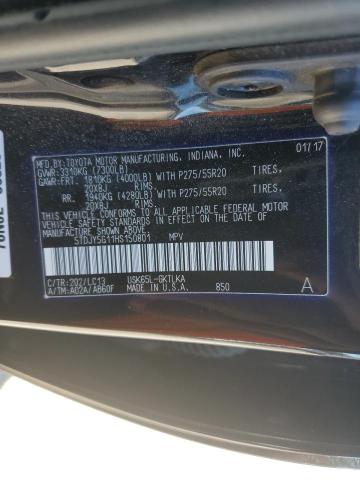 MFD.BY:TOYOTA MOTOR MANUFACTURING, INDIANA, INC. 01/17
GVWR:3310KG (7300LB)
GAWR:FRT. 1810KG (4000LB) WITH P275/55R20 TIRES,
20X8J RIMS,
RR. 1940KG (4280LB) WITH P275/55R20 TIRES,
20X8J RIMS,
THIS VEHICLE CONFORMS TO ALL APPLICABLE FEDERAL MOTOR
VEHICLE SAFETY STANDARDS IN EFFECT ON THE DATE OF
MANUFACTURE SHOWN ABOVE.
5TDJY5G11HS150801 MPV
C/TR:202/LC13 USK65L-GKTLKA
A/TM:A02A/AB60F MADE IN U.S.A. 850 A